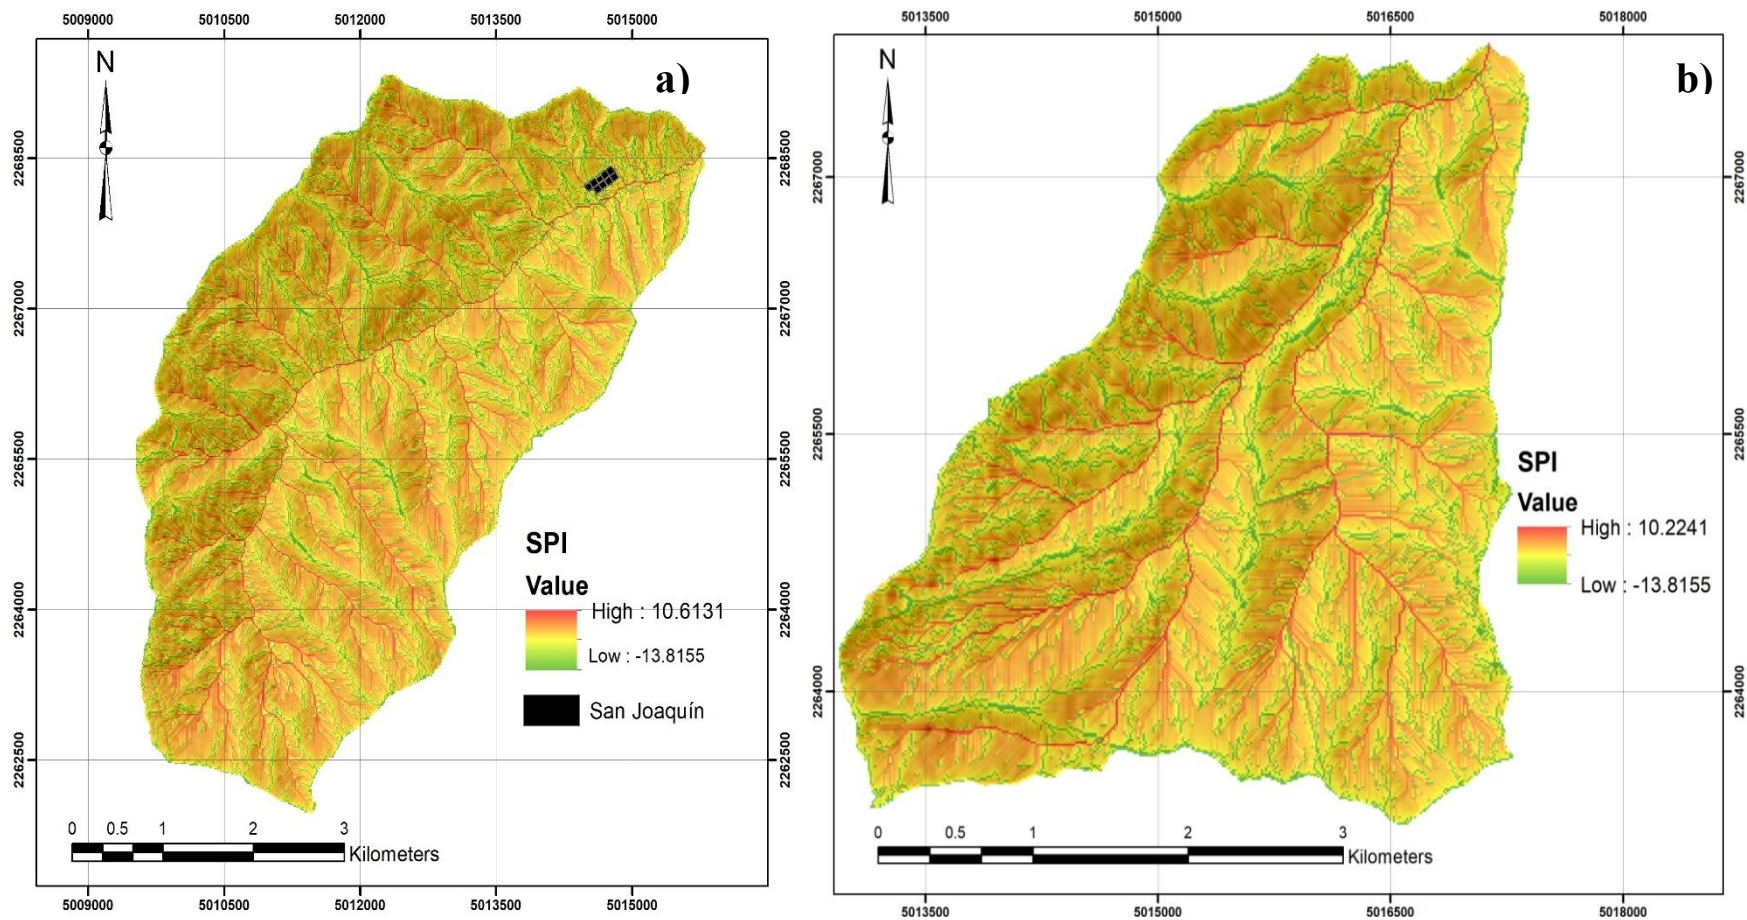 5009000 5010500 5012000 5013500 5015000
N
a)
2268500 2268500
2267000 2267000
2265500 2265500
2264000 2264000
2262500 2262500
SPI
Value
High : 10.6131
Low : -13.8155
San Joaquín
0 0.5 1 2 3
Kilometers
5009000 5010500 5012000 5013500 5015000
5013500 5015000 5016500 5018000
N
b)
2267000 2267000
2265500 2265500
2264000 2264000
SPI
Value
High : 10.2241
Low : -13.8155
0 0.5 1 2 3
Kilometers
5013500 5015000 5016500 5018000